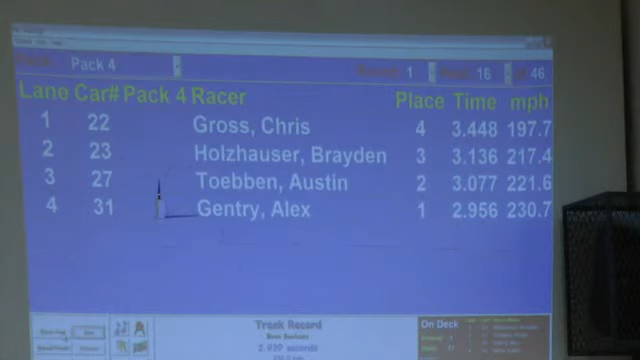 Pack 4 1 16 of 46
Lane Car# Pack 4 Racer Place Time mph
1 22 Gross, Chris 4 3.448 197.7
2 23 Holzhauser, Brayden 3 3.136 217.4
3 27 Toebben, Austin 2 3.077 221.6
4 31 Gentry, Alex 1 2.956 230.7
Track Record
On Deck